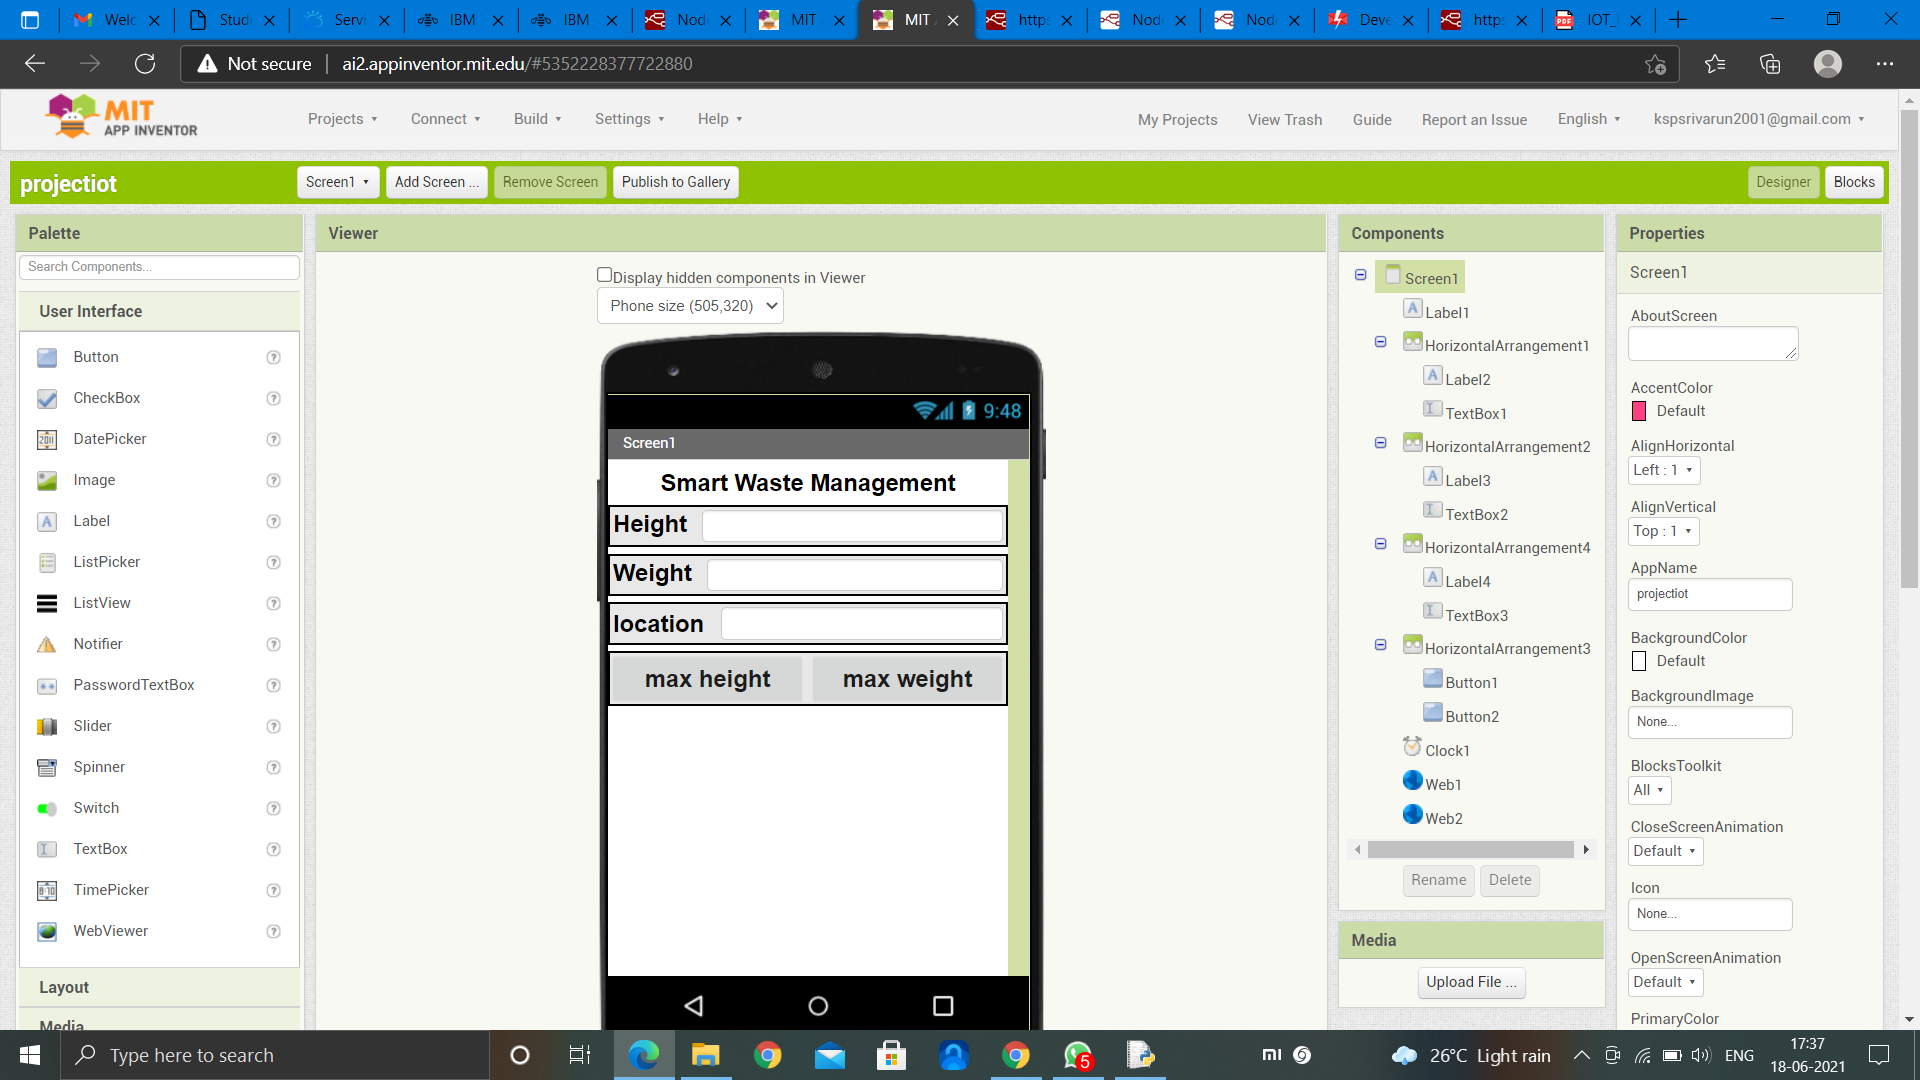 Welc
Stud
Servi
IBM
IBM
Nod
MIT
MIT
https
Nod
Nod
Deve
https
IOT_
Not secure
ai2.appinventor.mit.edu/#5352228377722880
MIT
APP INVENTOR
Projects
Connect
Build
Settings
Help
My Projects
View Trash
Guide
Report an Issue
English
kspsrivarun2001@gmail.com
projectiot
Screen1
Add Screen ...
Remove Screen
Publish to Gallery
Designer
Blocks
Palette
Search Components...
User Interface
Button
CheckBox
DatePicker
Image
Label
ListPicker
ListView
Notifier
PasswordTextBox
Slider
Spinner
Switch
TextBox
TimePicker
WebViewer
Layout
Media
Viewer
Display hidden components in Viewer
Phone size (505,320)
9:48
Screen1
Smart Waste Management
Height
Weight
location
max height
max weight
Components
Screen1
Label1
HorizontalArrangement1
Label2
TextBox1
HorizontalArrangement2
Label3
TextBox2
HorizontalArrangement4
Label4
TextBox3
HorizontalArrangement3
Button1
Button2
Clock1
Web1
Web2
Rename
Delete
Media
Upload File ...
Properties
Screen1
AboutScreen
AccentColor
Default
AlignHorizontal
Left : 1
AlignVertical
Top : 1
AppName
projectiot
BackgroundColor
Default
BackgroundImage
None...
BlocksToolkit
All
CloseScreenAnimation
Default
Icon
None...
OpenScreenAnimation
Default
PrimaryColor
Type here to search
5
26°C Light rain
ENG
17:37
18-06-2021